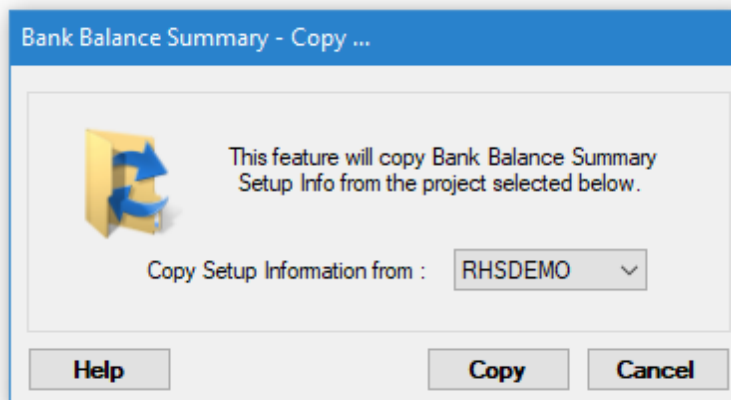 Bank Balance Summary - Copy ...
This feature will copy Bank Balance Summary
Setup Info from the project selected below.
Copy Setup Information from :
RHSDEMO
Help
Copy
Cancel